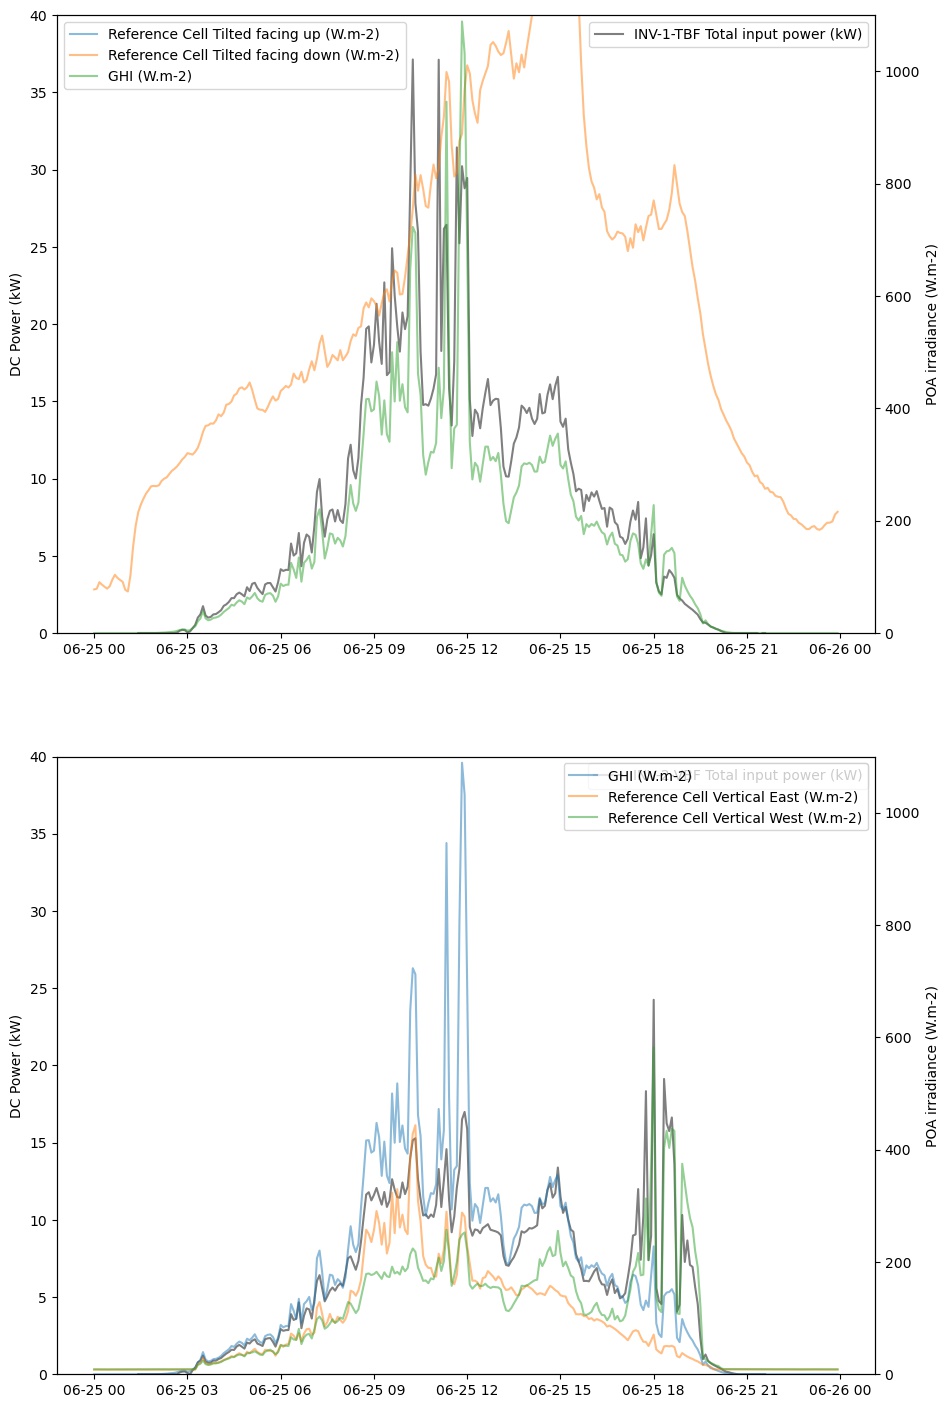 40
35
30
25
20
15
10
5
0
DC Power (kW)
Reference Cell Tilted facing up (W.m-2)
Reference Cell Tilted facing down (W.m-2)
GHI (W.m-2)
INV-1-TBF Total input power (kW)
1000
800
600
400
200
0
POA irradiance (W.m-2)
06-25 00 06-25 03 06-25 06 06-25 09 06-25 12 06-25 15 06-25 18 06-25 21 06-26 00
40
35
30
25
20
15
10
5
0
DC Power (kW)
GHI (W.m-2)
Total input power (kW)
Reference Cell Vertical East (W.m-2)
Reference Cell Vertical West (W.m-2)
1000
800
600
400
200
0
POA irradiance (W.m-2)
06-25 00 06-25 03 06-25 06 06-25 09 06-25 12 06-25 15 06-25 18 06-25 21 06-26 00